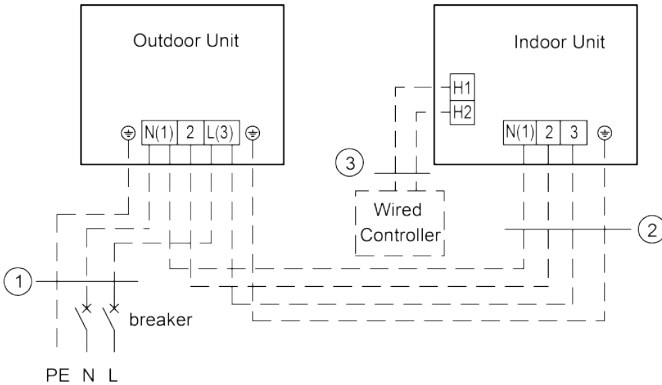 Outdoor Unit
Indoor Unit
H1
H2
N(1) 2 L(3)
N(1) 2 3
3
Wired
Controller
2
1
breaker
PE N L